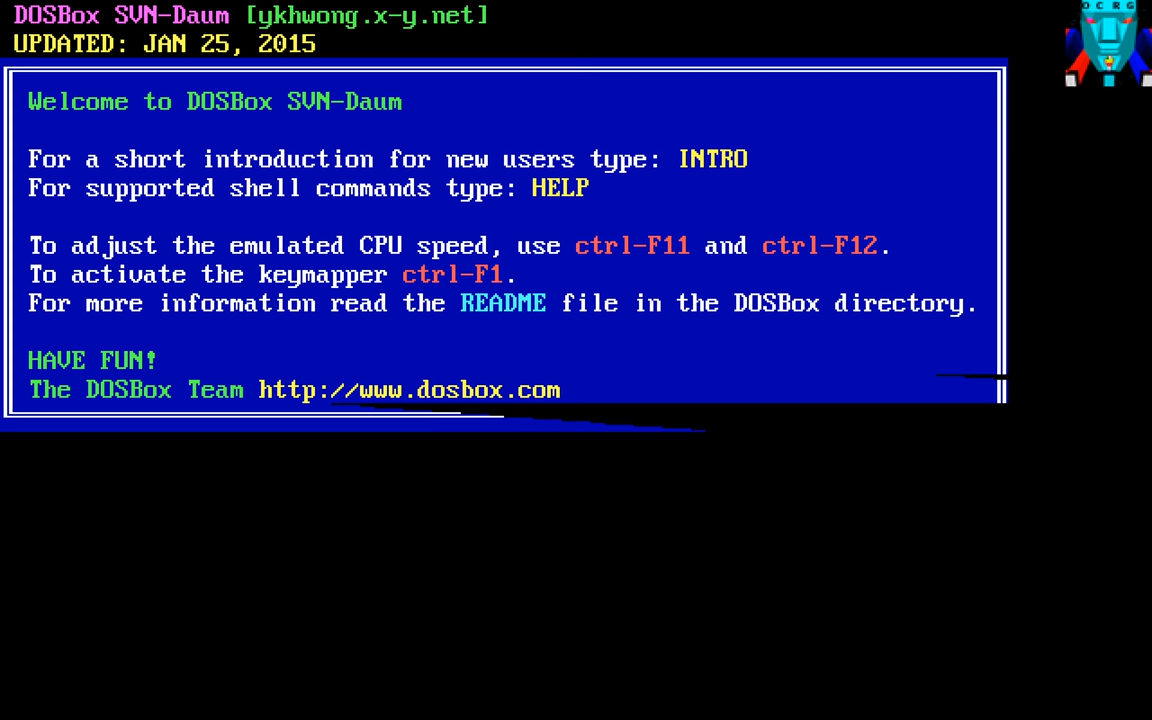 DOSBox SVN-Daum [ykhwong.x-y.net]
UPDATED: JAN 25, 2015
O C R G
Welcome to DOSBox SVN-Daum
For a short introduction for new users type: INTRO
For supported shell commands type: HELP
To adjust the emulated CPU speed, use ctrl-F11 and ctrl-F12.
To activate the keymapper ctrl-F1.
For more information read the README file in the DOSBox directory.
HAVE FUN!
The DOSBox Team http://www.dosbox.com